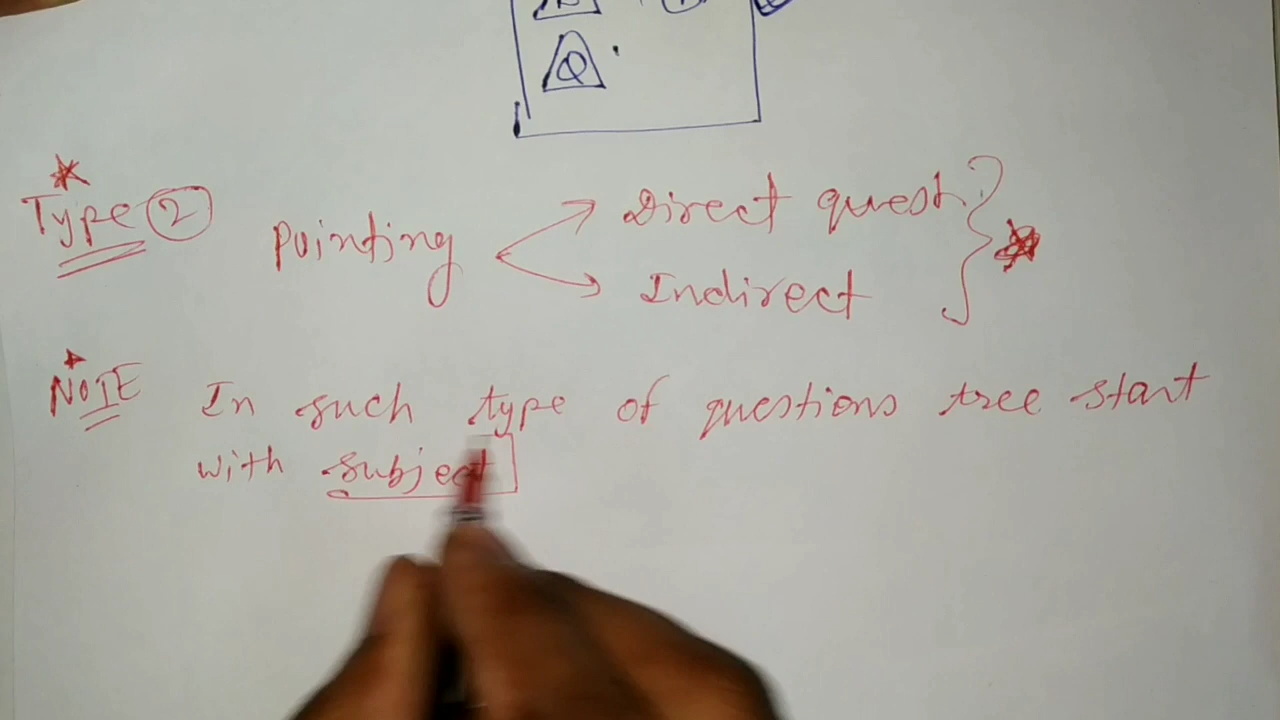 Q
Type 2
pointing
Direct quest?
Indirect
NOTE In such type of questions tree start
with subject